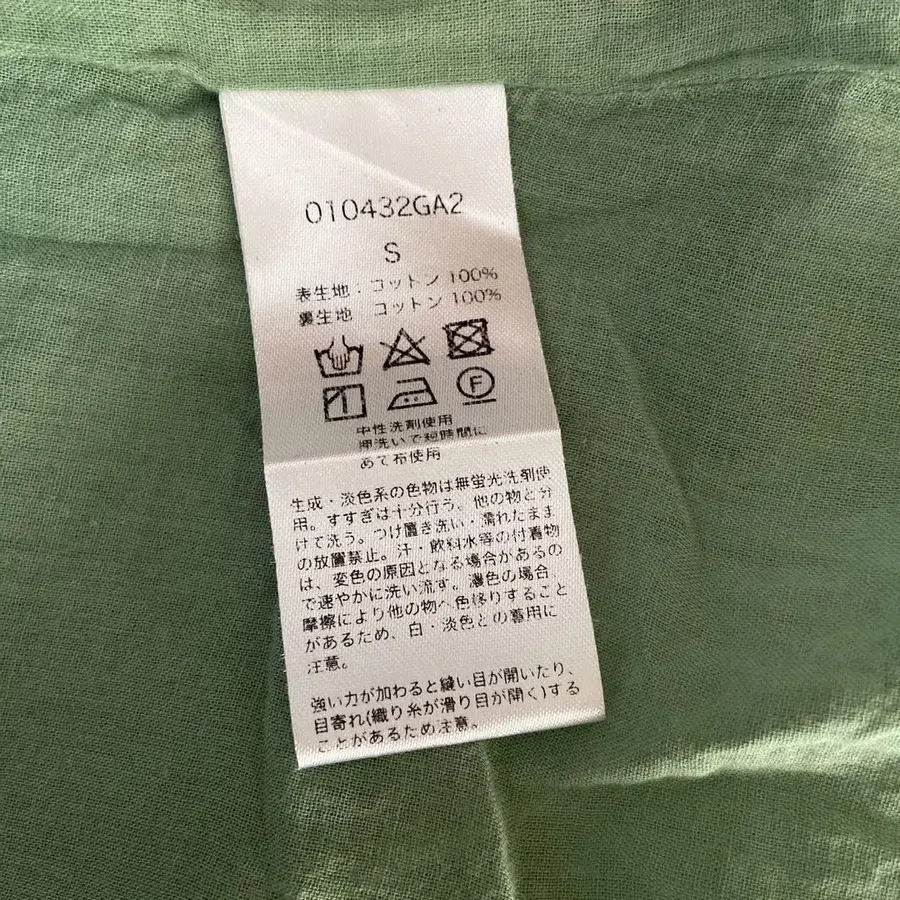 010432GA2
S
表生地：コットン 100%
裏生地　コットン 100%
F
中性洗剤使用
押洗いで短時間に
あて布使用
生成・淡色系の色物は無蛍光洗剤使
用。すすぎは十分行う。他の物と分
けて洗う。つけ置き洗い・濡れたまま
の放置禁止。汗・飲料水等の付着物
は、変色の原因となる場合があるの
で速やかに洗い流す。濃色の場合
摩擦により他の物へ色移りすること
があるため、白・淡色との着用に
注意。
強い力が加わると縫い目が開いたり、
目寄れ(織り糸が滑り目が開く)する
ことがあるため注意。